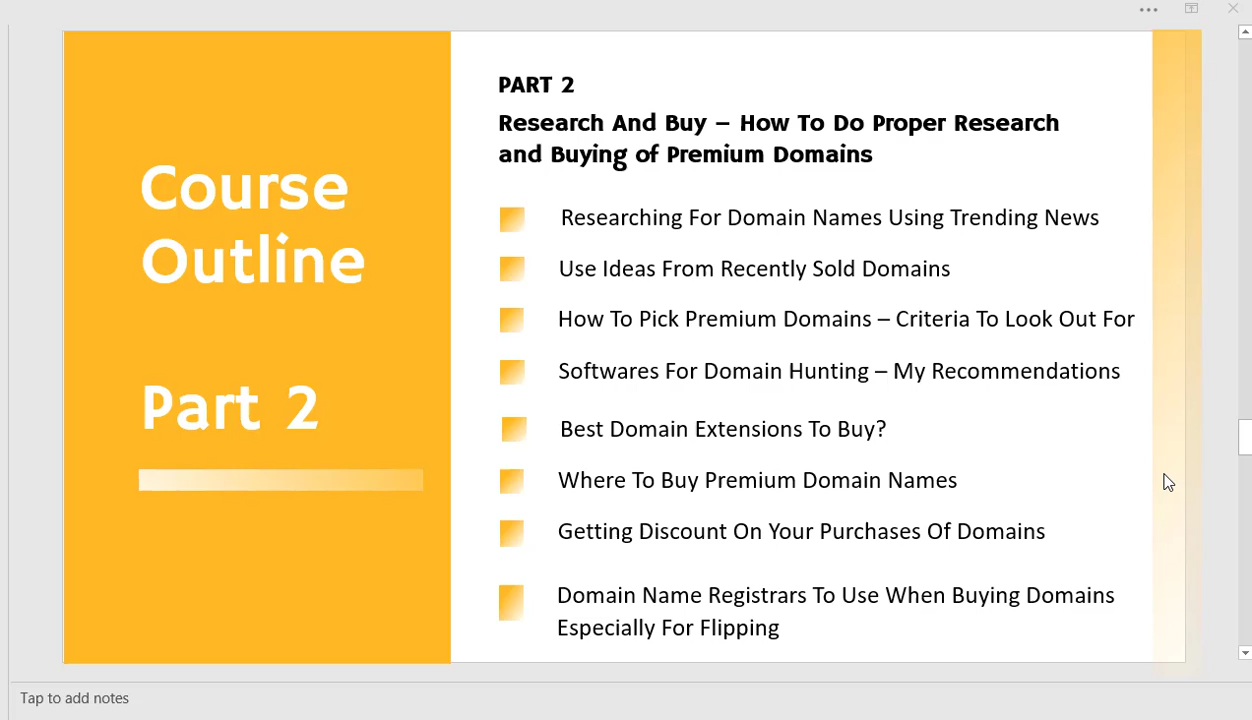 Course
Outline
Part 2
PART 2
Research And Buy – How To Do Proper Research
and Buying of Premium Domains
Researching For Domain Names Using Trending News
Use Ideas From Recently Sold Domains
How To Pick Premium Domains – Criteria To Look Out For
Softwares For Domain Hunting – My Recommendations
Best Domain Extensions To Buy?
Where To Buy Premium Domain Names
Getting Discount On Your Purchases Of Domains
Domain Name Registrars To Use When Buying Domains
Especially For Flipping
Tap to add notes